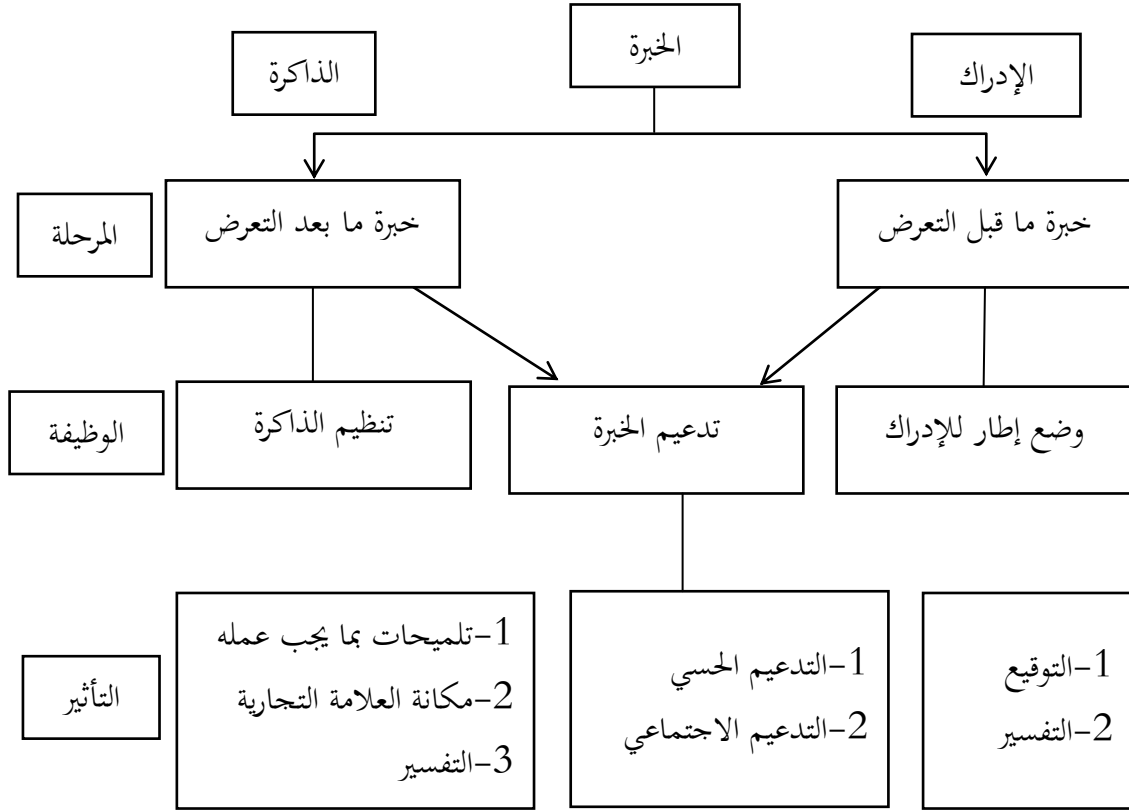 الخبرة
الإدراك
الذاكرة
خبرة ما قبل التعرض
خبرة ما بعد التعرض
المرحلة
وضع إطار للإدراك
تدعيم الخبرة
تنظيم الذاكرة
الوظيفة
1-التوقيع
2-التفسير
1-التدعيم الحسي
2-التدعيم الاجتماعي
1-تلميحات بما يجب عمله
2-مكانة العلامة التجارية
3-التفسير
التأثير